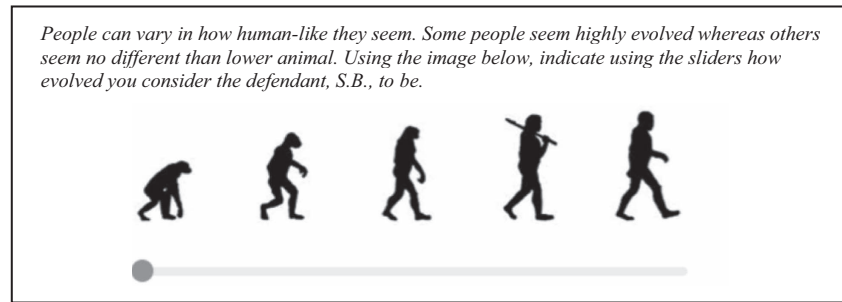 People can vary in how human-like they seem. Some people seem highly evolved whereas others
seem no different than lower animal. Using the image below, indicate using the sliders how
evolved you consider the defendant, S.B., to be.